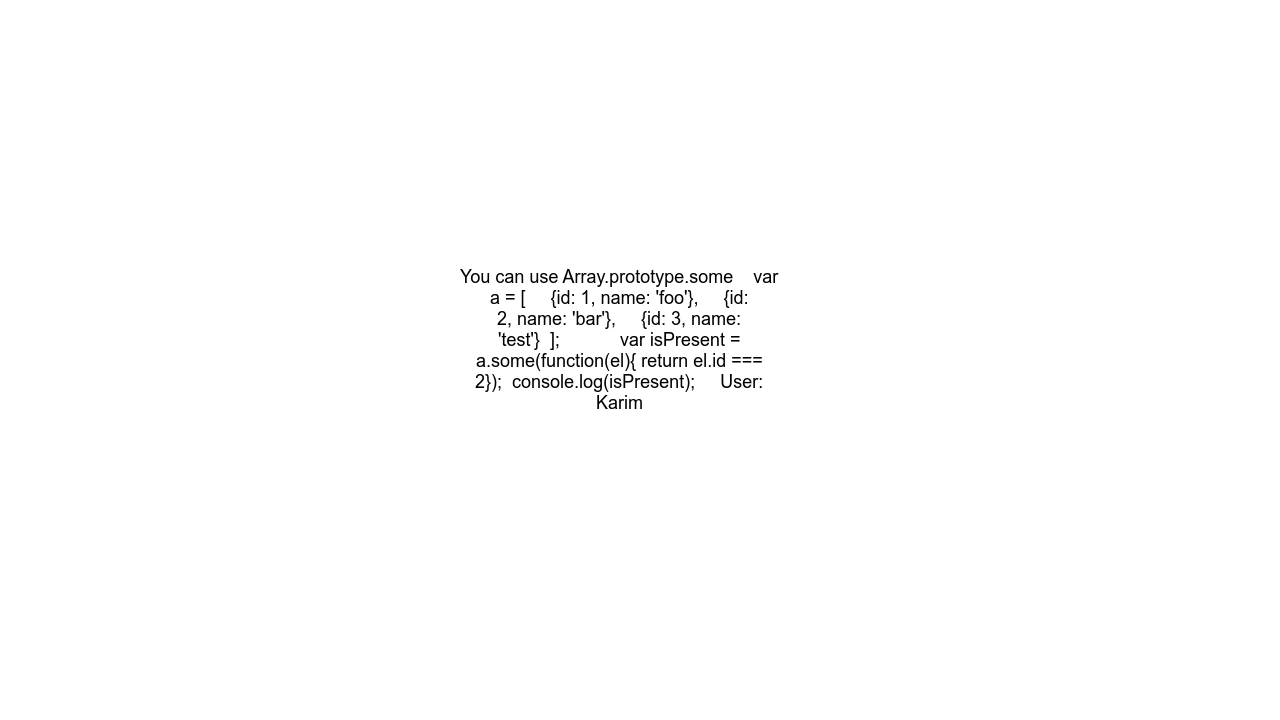 You can use Array.prototype.some    var
a = [     {id: 1, name: 'foo'},     {id:
2, name: 'bar'},     {id: 3, name:
'test'}  ];            var isPresent =
a.some(function(el){ return el.id ===
2});  console.log(isPresent);     User:
Karim